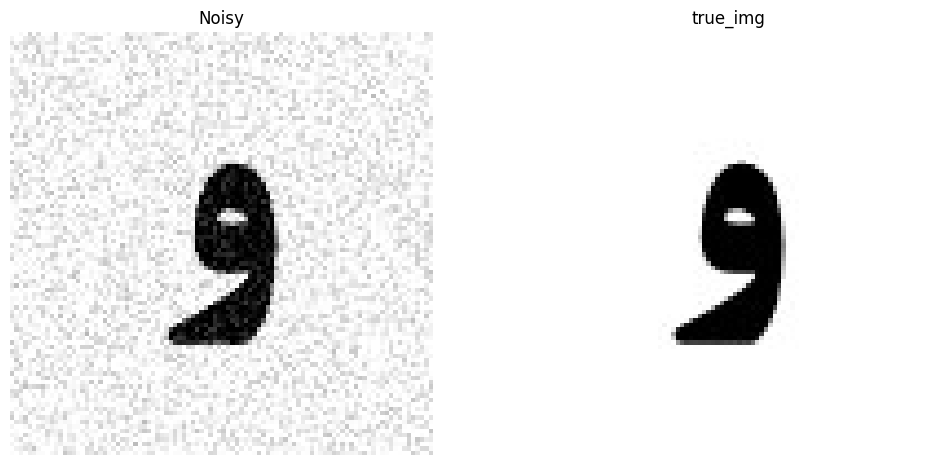 Noisy true_img
و و